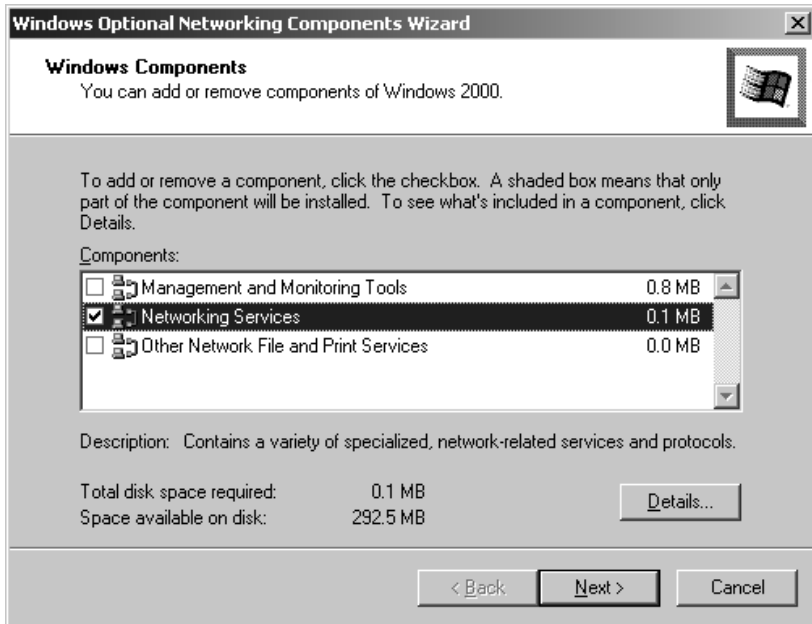 Windows Optional Networking Components Wizard
Windows Components
You can add or remove components of Windows 2000.
To add or remove a component, click the checkbox. A shaded box means that only
part of the component will be installed. To see what's included in a component, click
Details.
Components:
Management and Monitoring Tools 0.8 MB
Networking Services 0.1 MB
Other Network File and Print Services 0.0 MB
Description: Contains a variety of specialized, network-related services and protocols.
Total disk space required: 0.1 MB
Space available on disk: 292.5 MB
Details...
< Back Next > Cancel